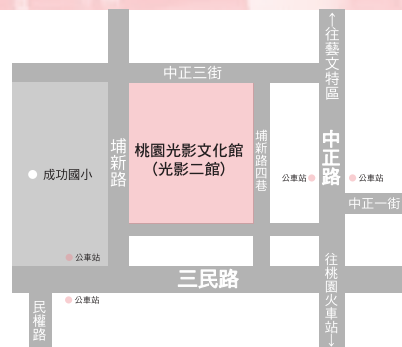 ↑往藝文特區
中正三街
埔新路
桃園光影文化館
（光影二館）
埔新路四巷
中正路
成功國小
公車站
公車站
中正一街
公車站
三民路
往桃園火車站↓
公車站
民權路